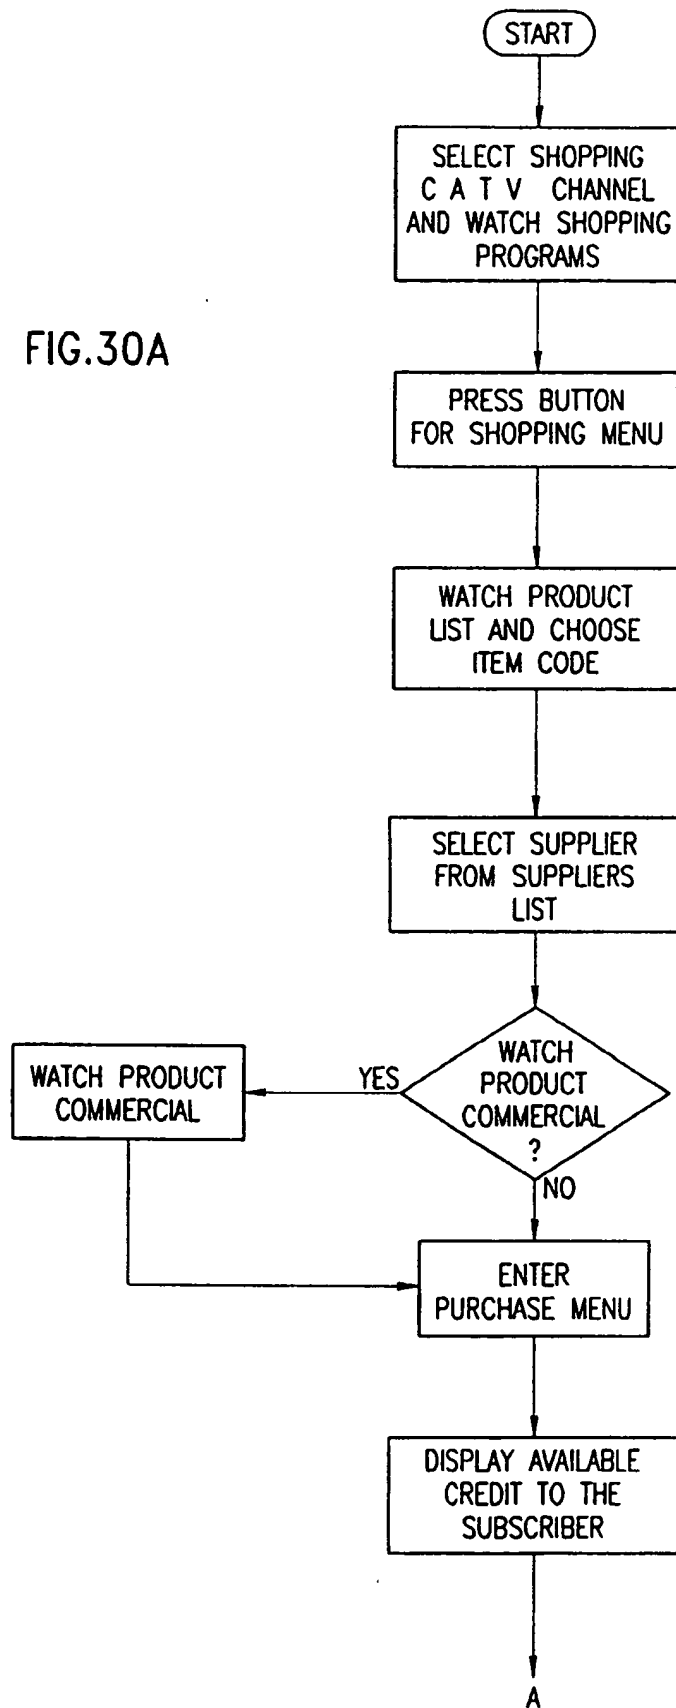 START
SELECT SHOPPING
C A T V CHANNEL
AND WATCH SHOPPING
PROGRAMS
FIG.30A
PRESS BUTTON
FOR SHOPPING MENU
WATCH PRODUCT
LIST AND CHOOSE
ITEM CODE
SELECT SUPPLIER
FROM SUPPLIERS
LIST
WATCH
PRODUCT
COMMERCIAL
?
YES
WATCH PRODUCT
COMMERCIAL
NO
ENTER
PURCHASE MENU
DISPLAY AVAILABLE
CREDIT TO THE
SUBSCRIBER
A